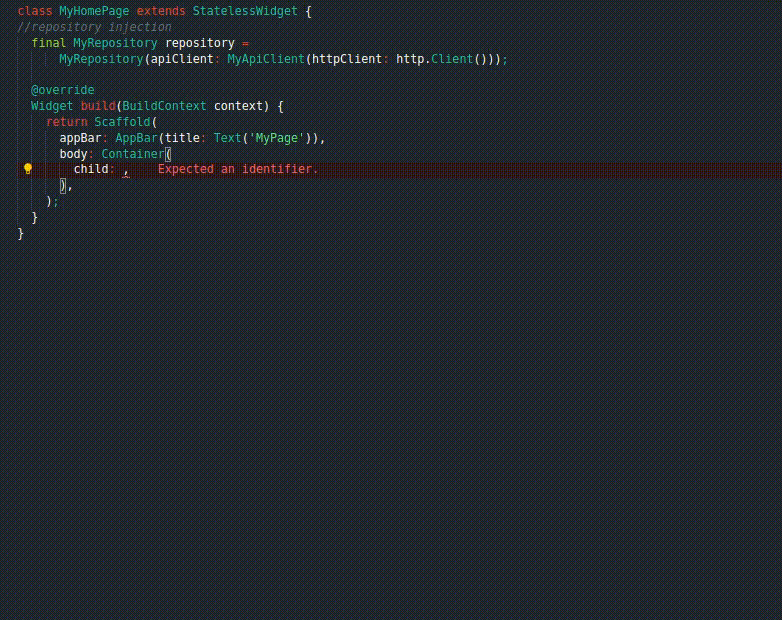 class MyHomePage extends StatelessWidget {
//repository injection
  final MyRepository repository =
      MyRepository(apiClient: MyApiClient(httpClient: http.Client()));

  @override
  Widget build(BuildContext context) {
    return Scaffold(
      appBar: AppBar(title: Text('MyPage')),
      body: Container(
        child: ,    Expected an identifier.
      ),
    );
  }
}